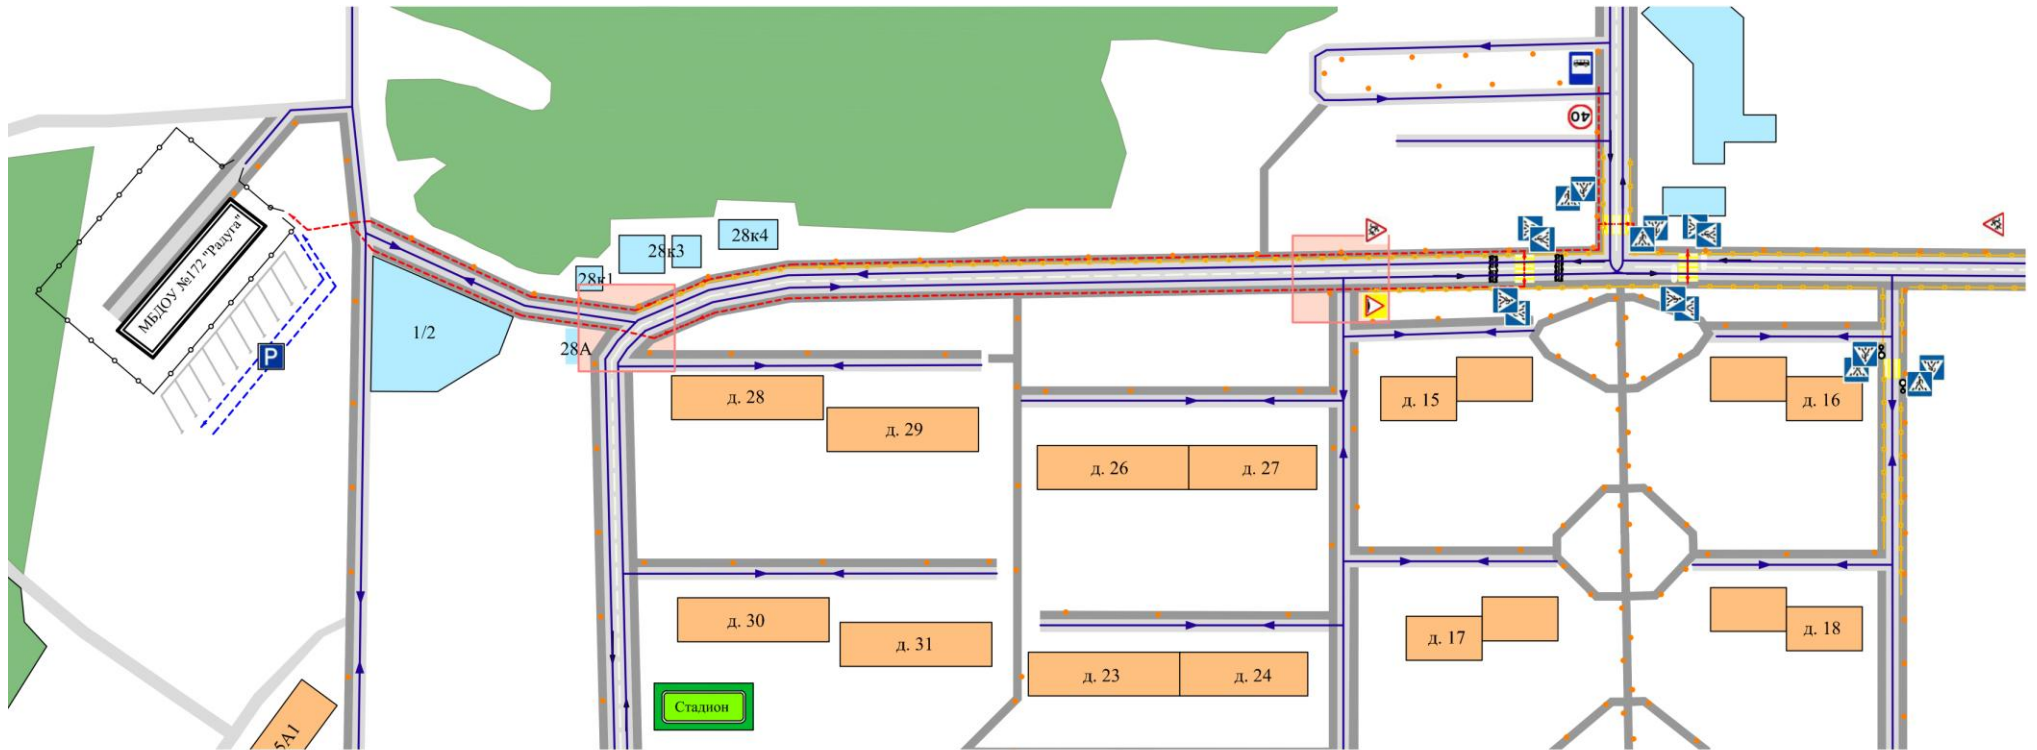 40
28к4
28к3
28к1
МБДОУ №172 "Радуга"
1/2
28А
P
д. 28
д. 29
д. 15
д. 16
д. 26
д. 27
д. 30
д. 31
д. 17
д. 18
д. 23
д. 24
Стадион
5А1